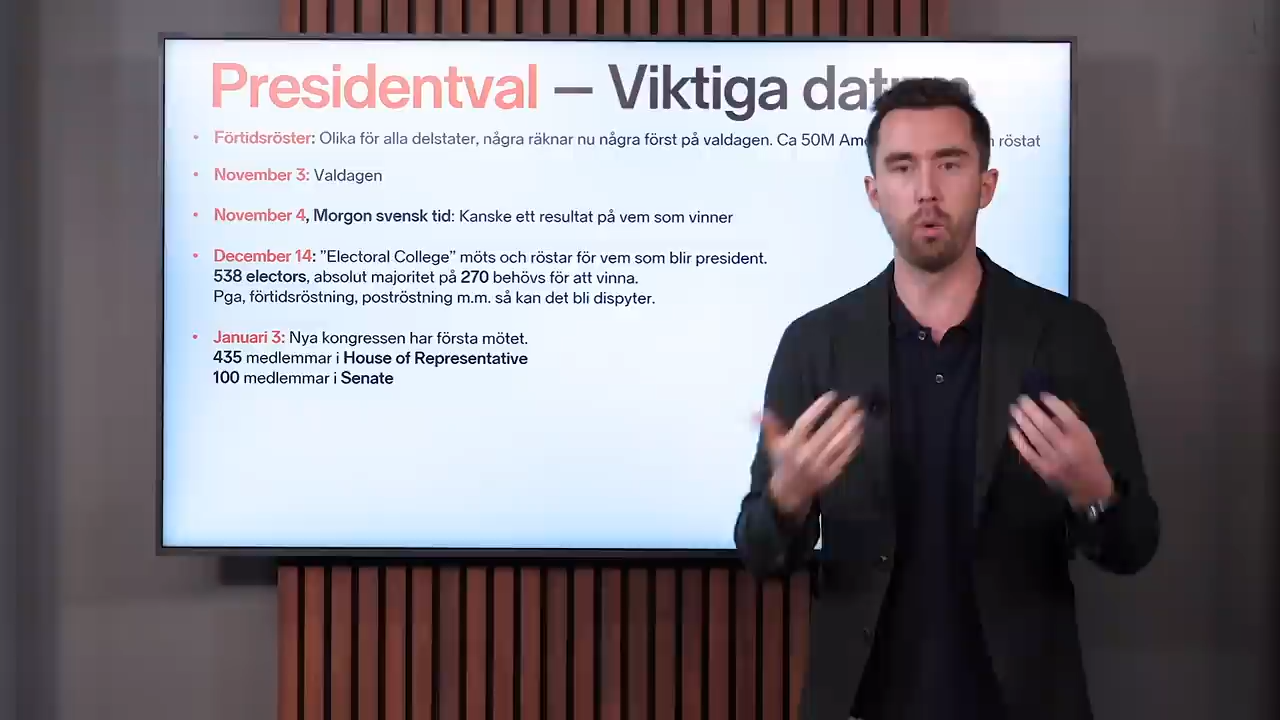 Presidentval — Viktiga
• Förtidsröster: Olika för alla delstater, några räknar nu några först på valdagen. Ca 50M röstat
• November 3: Valdagen
• November 4, Morgon svensk tid: Kanske ett resultat på vem som vinner
• December 14: ”Electoral College” möts och röstar för vem som blir president.
538 electors, absolut majoritet på 270 behövs för att vinna.
Pga, förtidsröstning, poströstning m.m. så kan det bli dispyter.
• Januari 3: Nya kongressen har första mötet.
435 medlemmar i House of Representative
100 medlemmar i Senate